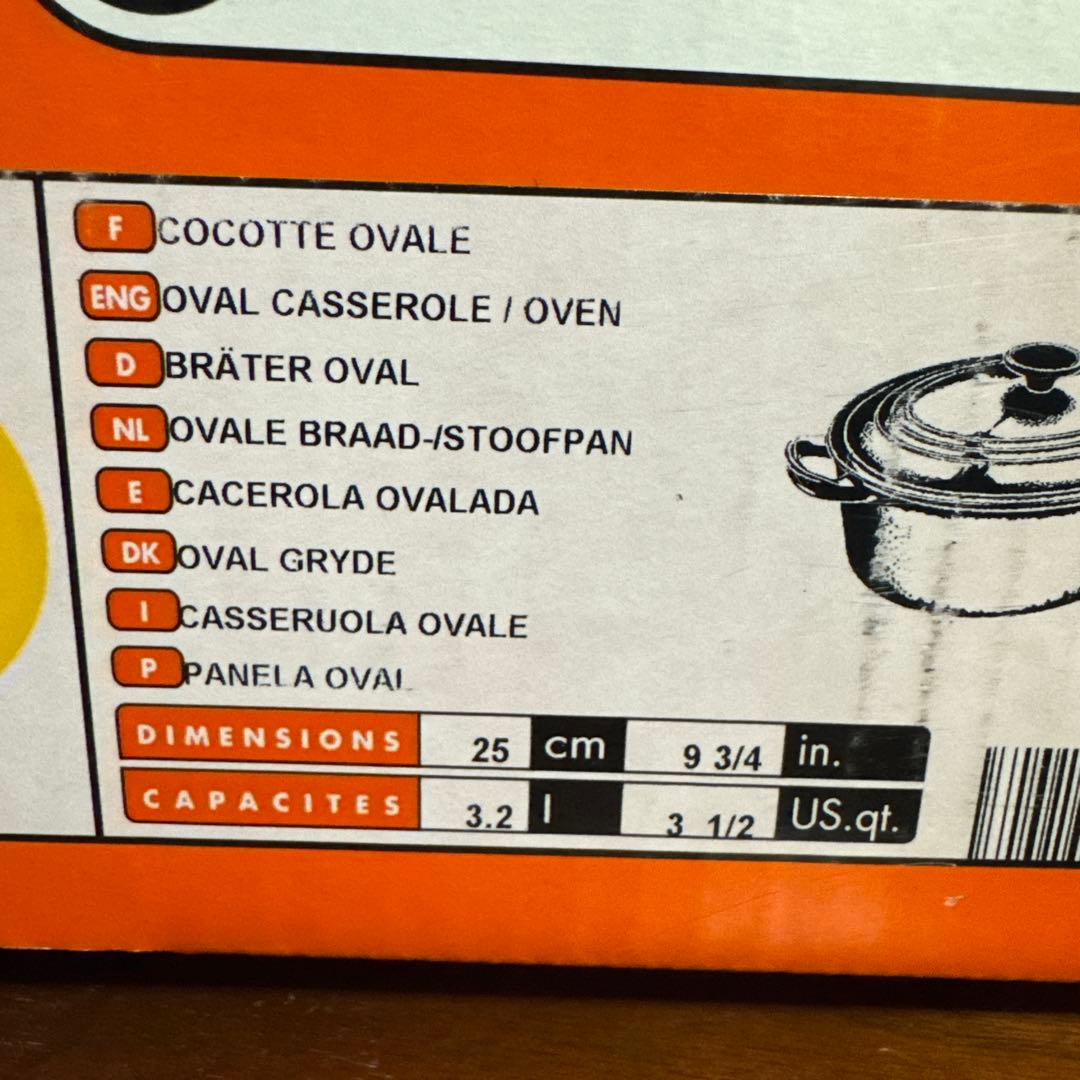 F COCOTTE OVALE
ENG OVAL CASSEROLE / OVEN
D BRÄTER OVAL
NL OVALE BRAAD-/STOOFPAN
E CACEROLA OVALADA
DK OVAL GRYDE
I CASSERUOLA OVALE
P PANELA OVAL
DIMENSIONS 25 cm 9 3/4 in.
CAPACITES 3.2 l 3 1/2 US.qt.